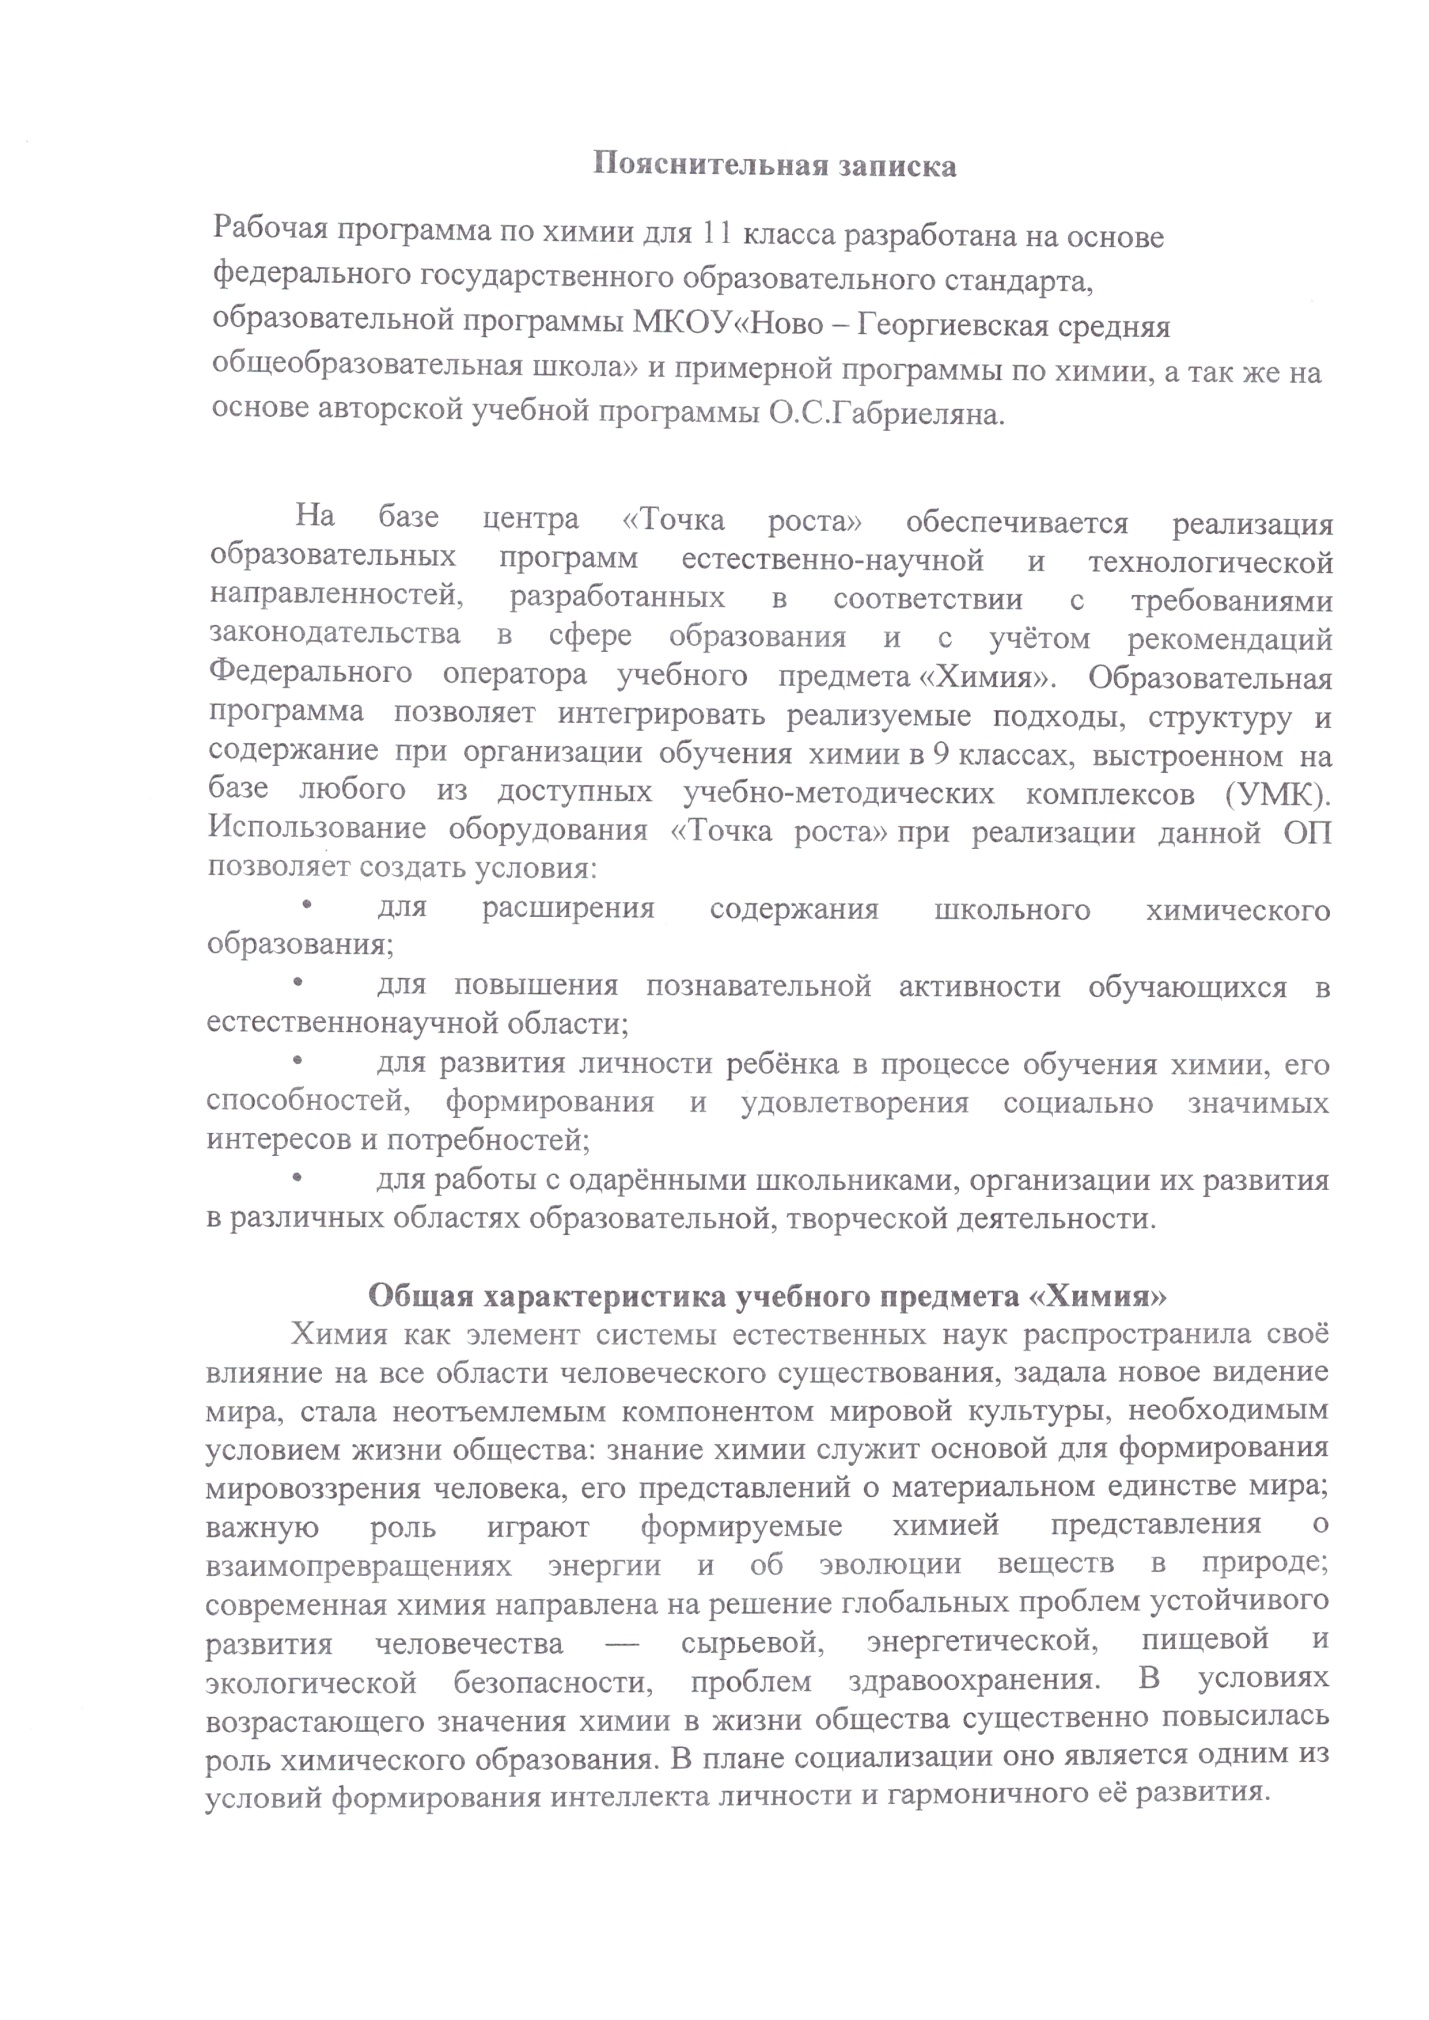 Пояснительная записка
Рабочая программа по химии для 11 класса разработана на основе
федерального государственного образовательного стандарта,
образовательной программы МКОУ«Ново – Георгиевская средняя
общеобразовательная школа» и примерной программы по химии, а так же на
основе авторской учебной программы О.С.Габриеляна.
На базе центра «Точка роста» обеспечивается реализация
образовательных программ естественно-научной и технологической
направленностей, разработанных в соответствии с требованиями
законодательства в сфере образования и с учётом рекомендаций
Федерального оператора учебного предмета «Химия». Образовательная
программа позволяет интегрировать реализуемые подходы, структуру и
содержание при организации обучения химии в 9 классах, выстроенном на
базе любого из доступных учебно-методических комплексов (УМК).
Использование оборудования «Точка роста» при реализации данной ОП
позволяет создать условия:
• для расширения содержания школьного химического
образования;
• для повышения познавательной активности обучающихся в
естественнонаучной области;
• для развития личности ребёнка в процессе обучения химии, его
способностей, формирования и удовлетворения социально значимых
интересов и потребностей;
• для работы с одарёнными школьниками, организации их развития
в различных областях образовательной, творческой деятельности.
Общая характеристика учебного предмета «Химия»
Химия как элемент системы естественных наук распространила своё
влияние на все области человеческого существования, задала новое видение
мира, стала неотъемлемым компонентом мировой культуры, необходимым
условием жизни общества: знание химии служит основой для формирования
мировоззрения человека, его представлений о материальном единстве мира;
важную роль играют формируемые химией представления о
взаимопревращениях энергии и об эволюции веществ в природе;
современная химия направлена на решение глобальных проблем устойчивого
развития человечества — сырьевой, энергетической, пищевой и
экологической безопасности, проблем здравоохранения. В условиях
возрастающего значения химии в жизни общества существенно повысилась
роль химического образования. В плане социализации оно является одним из
условий формирования интеллекта личности и гармоничного её развития.